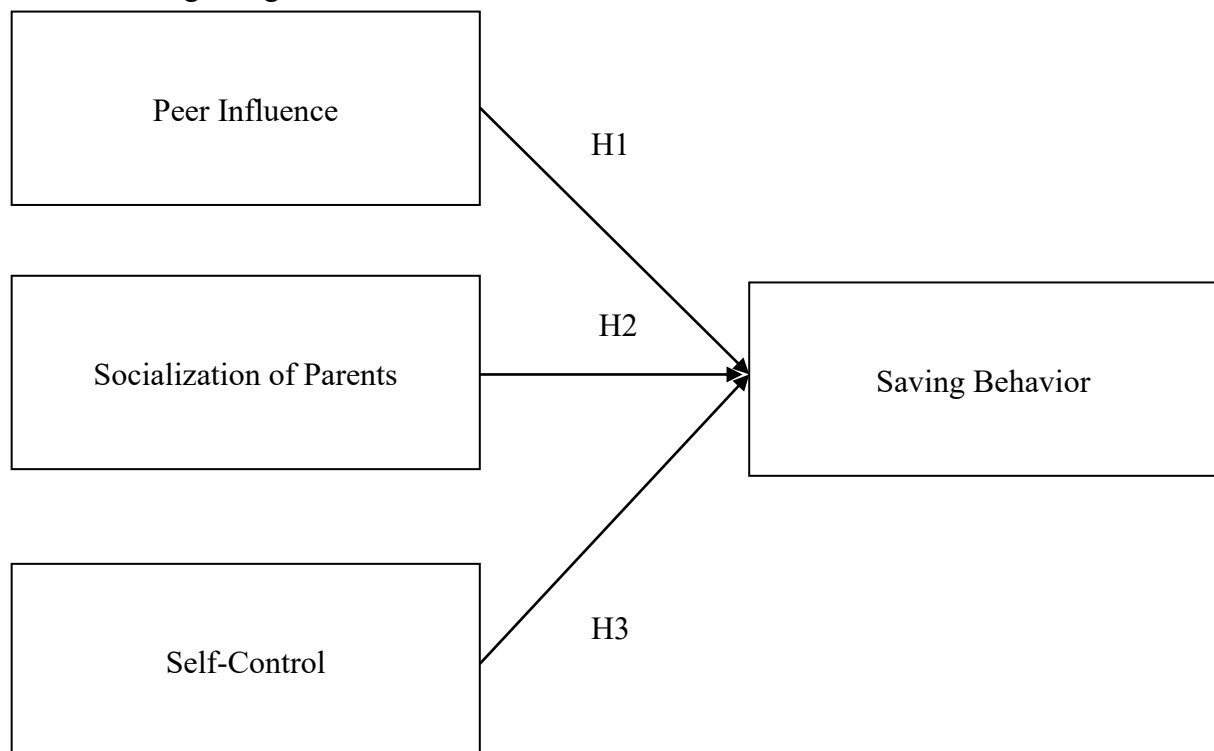 Peer Influence
H1
Socialization of Parents
H2
Saving Behavior
Self-Control
H3